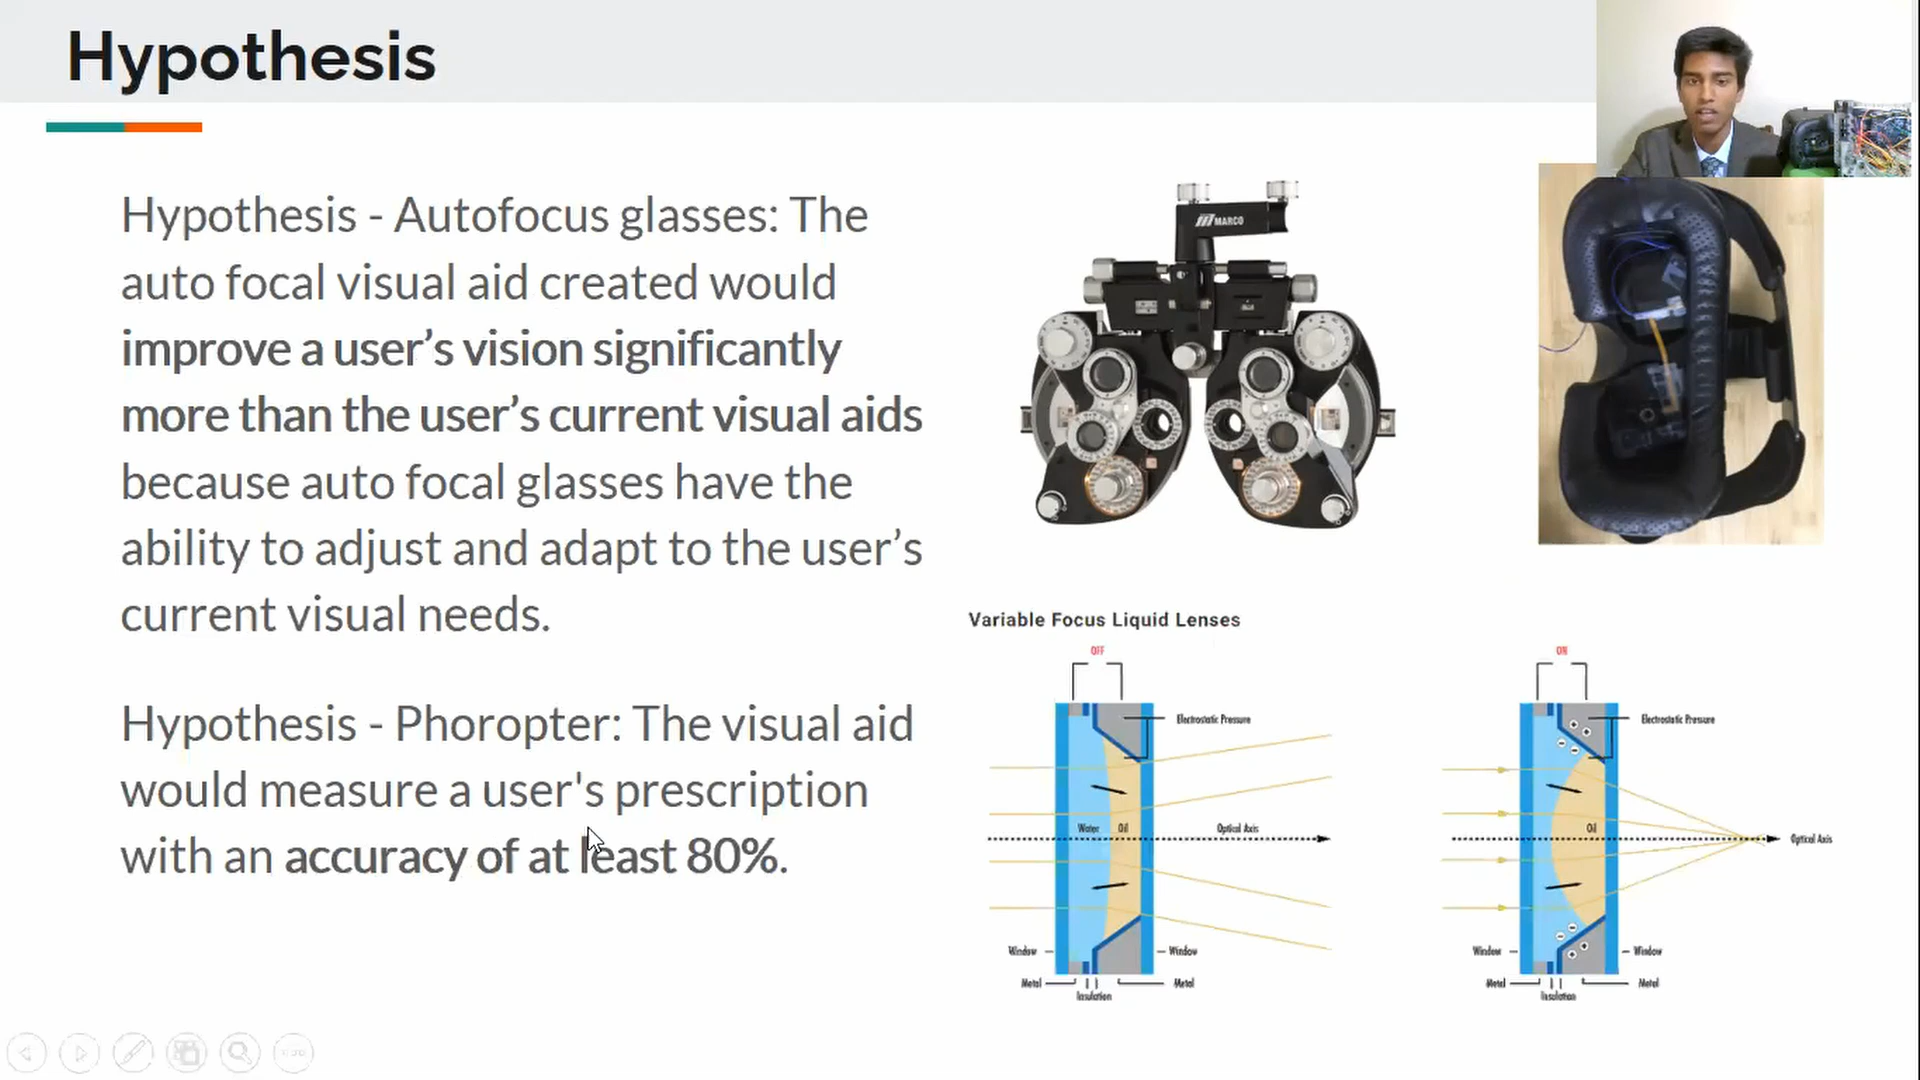 Hypothesis
Hypothesis - Autofocus glasses: The
auto focal visual aid created would
improve a user’s vision significantly
more than the user’s current visual aids
because auto focal glasses have the
ability to adjust and adapt to the user’s
current visual needs.
Hypothesis - Phoropter: The visual aid
would measure a user's prescription
with an accuracy of at least 80%.
MARCO
Variable Focus Liquid Lenses
OFF
Electrostatic Pressure
Water
Oil
Optical Axis
Window
Window
Metal
Metal
Insulation
ON
Electrostatic Pressure
Oil
Optical Axis
Window
Window
Metal
Metal
Insulation